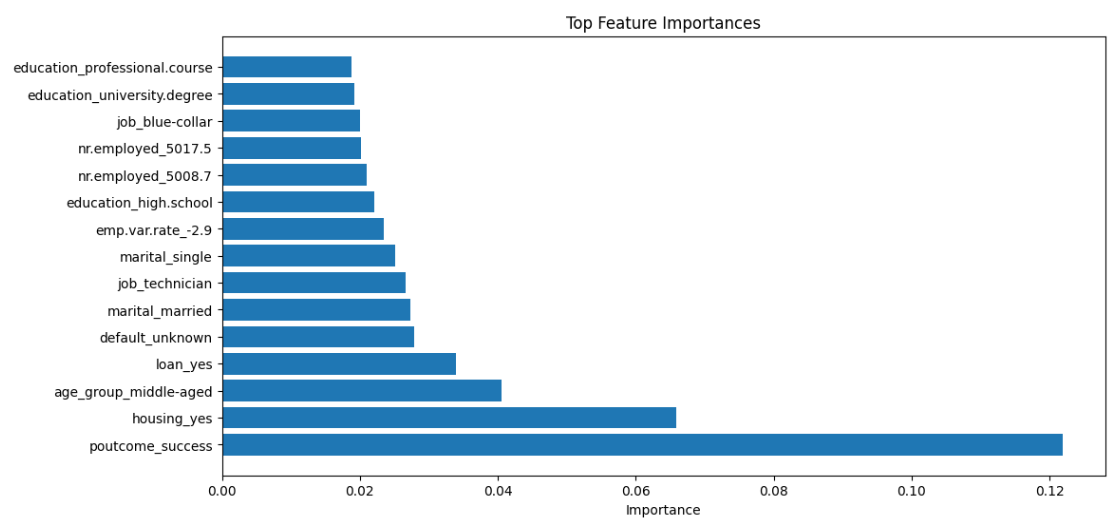 Top Feature Importances
education_professional.course
education_university.degree
job_blue-collar
nr.employed_5017.5
nr.employed_5008.7
education_high.school
emp.var.rate_-2.9
marital_single
job_technician
marital_married
default_unknown
loan_yes
age_group_middle-aged
housing_yes
poutcome_success
0.00 0.02 0.04 0.06 0.08 0.10 0.12
Importance